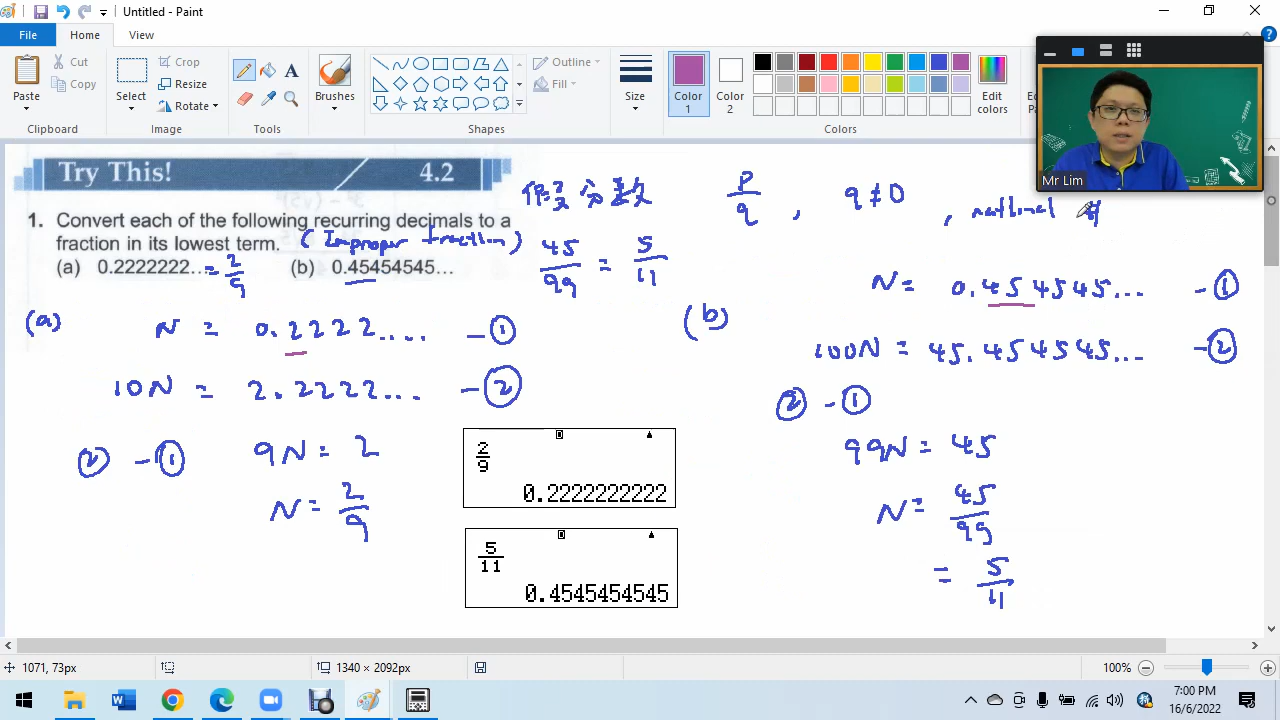 Untitled - Paint
File Home View
Paste Cut Copy Clipboard
Select Crop Resize Rotate Image
Tools
Brushes
Outline Fill Shapes
Size
Color 1 Color 2 Edit colors Colors
Mr Lim
Try This! 4.2
分数
p/q , q ≠ 0 , rational #
1. Convert each of the following recurring decimals to a
fraction in its lowest term. (Improper fraction)
(a) 0.2222222... = 2/9 (b) 0.45454545... 45/99 = 5/11
(a) N = 0.2222.... - ①
10N = 2.2222... - ②
② - ① 9N = 2
N = 2/9
2/9
0.2222222222
5/11
0.4545454545
(b) N = 0.454545... - ①
100N = 45.454545... - ②
② - ①
99N = 45
N = 45/99
= 5/11
1071, 73px 1340 × 2092px 100%
7:00 PM
16/6/2022